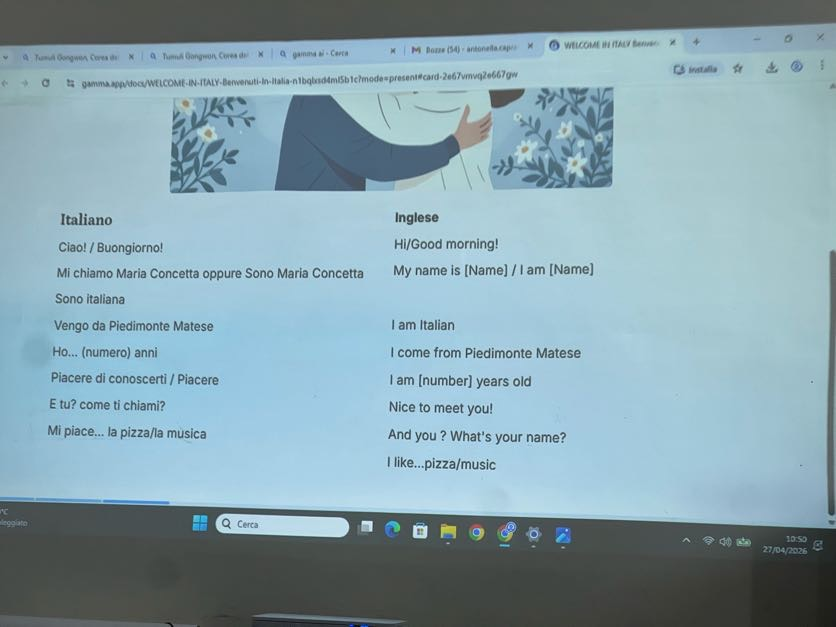 Tumuli Gongwon, Corea de
Tumuli Gongwon, Corea de
gamma ai - Cerca
Bozze (54) - antonella.capra
WELCOME IN ITALY Benven
gamma.app/docs/WELCOME-IN-ITALY-Benvenuti-In-Italia-n1bqlxsd4ml5b1c?mode=present#card-2e67vmvq2e667gw
Installa
Italiano
Ciao! / Buongiorno!
Mi chiamo Maria Concetta oppure Sono Maria Concetta
Sono italiana
Vengo da Piedimonte Matese
Ho... (numero) anni
Piacere di conoscerti / Piacere
E tu? come ti chiami?
Mi piace... la pizza/la musica
Inglese
Hi/Good morning!
My name is [Name] / I am [Name]
I am Italian
I come from Piedimonte Matese
I am [number] years old
Nice to meet you!
And you ? What's your name?
I like...pizza/music
Cerca
10:50
27/04/2026